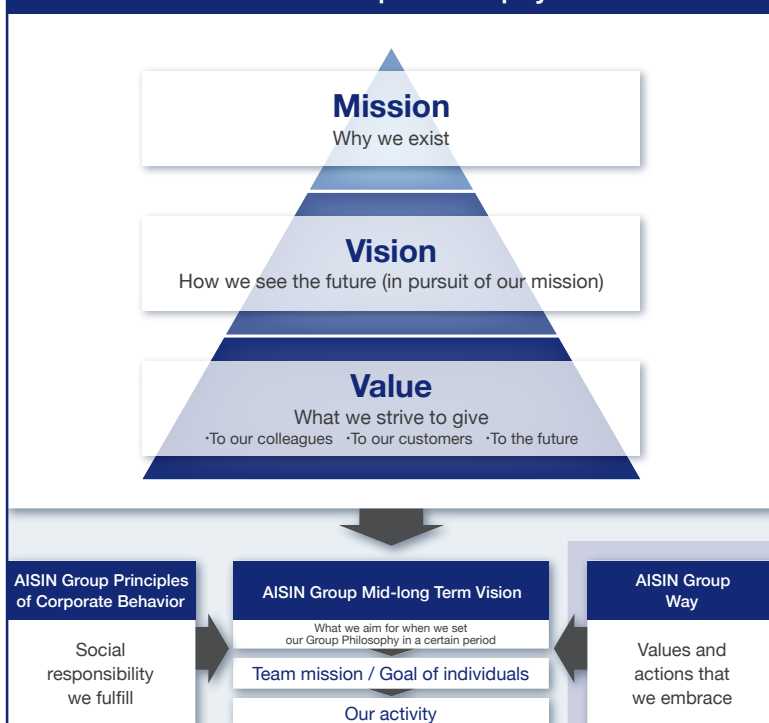 Mission
Why we exist
Vision
How we see the future (in pursuit of our mission)
Value
What we strive to give
・To our colleagues ・To our customers ・To the future
AISIN Group Principles
of Corporate Behavior
Social
responsibility
we fulfill
AISIN Group Mid-long Term Vision
What we aim for when we set
our Group Philosophy in a certain period
Team mission / Goal of individuals
Our activity
AISIN Group
Way
Values and
actions that
we embrace